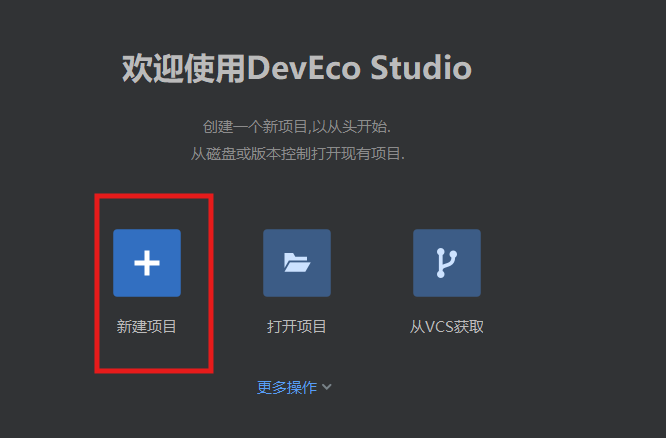 欢迎使用DevEco Studio
创建一个新项目,以从头开始.
从磁盘或版本控制打开现有项目.
新建项目
打开项目
从VCS获取
更多操作